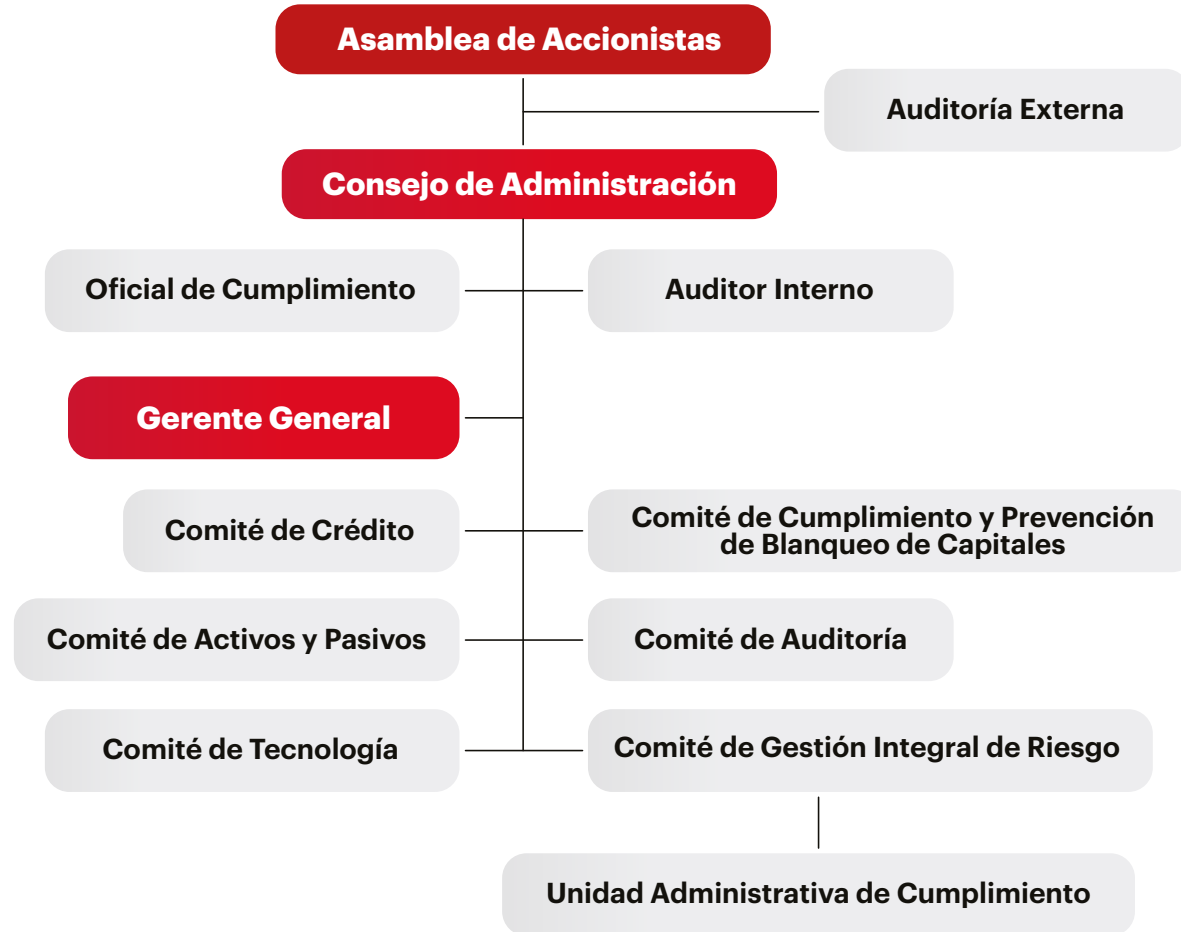 Asamblea de Accionistas
Auditoría Externa
Consejo de Administración
Oficial de Cumplimiento
Auditor Interno
Gerente General
Comité de Crédito
Comité de Cumplimiento y Prevención
de Blanqueo de Capitales
Comité de Activos y Pasivos
Comité de Auditoría
Comité de Tecnología
Comité de Gestión Integral de Riesgo
Unidad Administrativa de Cumplimiento